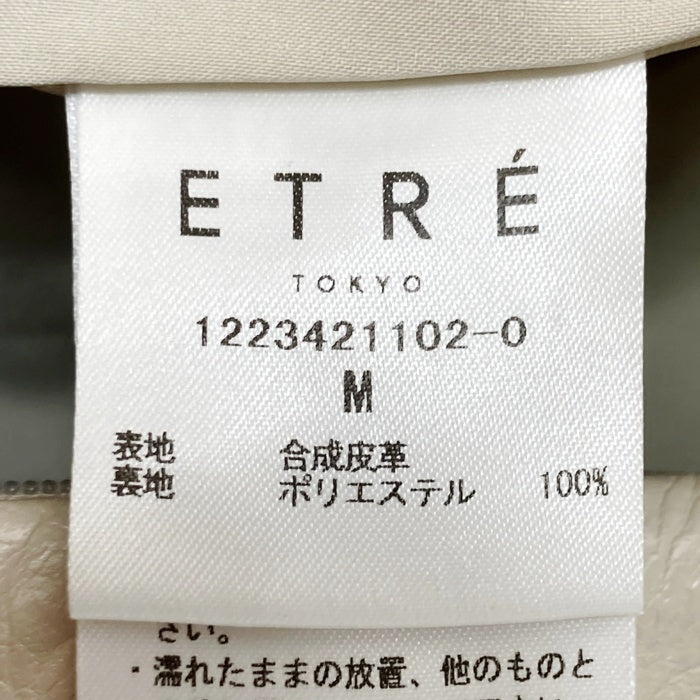 ETRÉ
TOKYO
1223421102-0
M
表地 合成皮革
裏地 ポリエステル 100%
さい。
・濡れたままの放置、他のものと